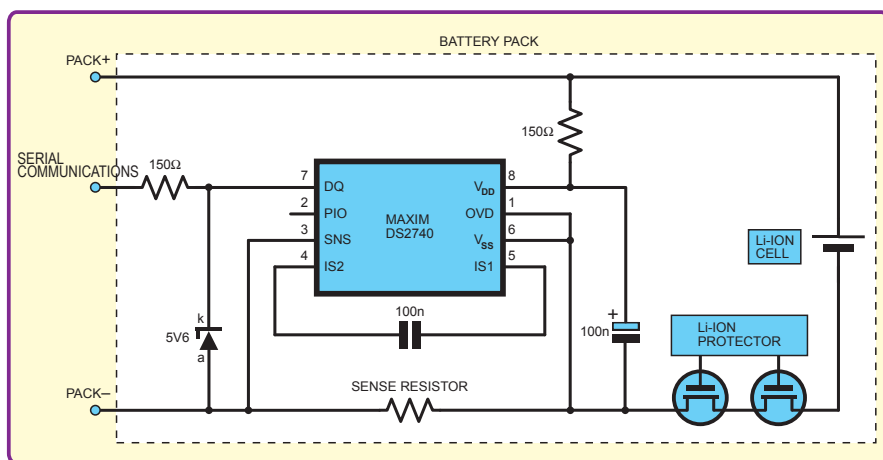 BATTERY PACK
PACK+
150Ω
SERIAL
COMMUNICATIONS
150Ω
7
DQ
VDD
8
2
PIO
OVD
1
MAXIM
DS2740
3
SNS
VSS
6
4
IS2
IS1
5
Li-ION
CELL
100n
+
100n
Li-ION
PROTECTOR
k
5V6
a
SENSE RESISTOR
PACK–